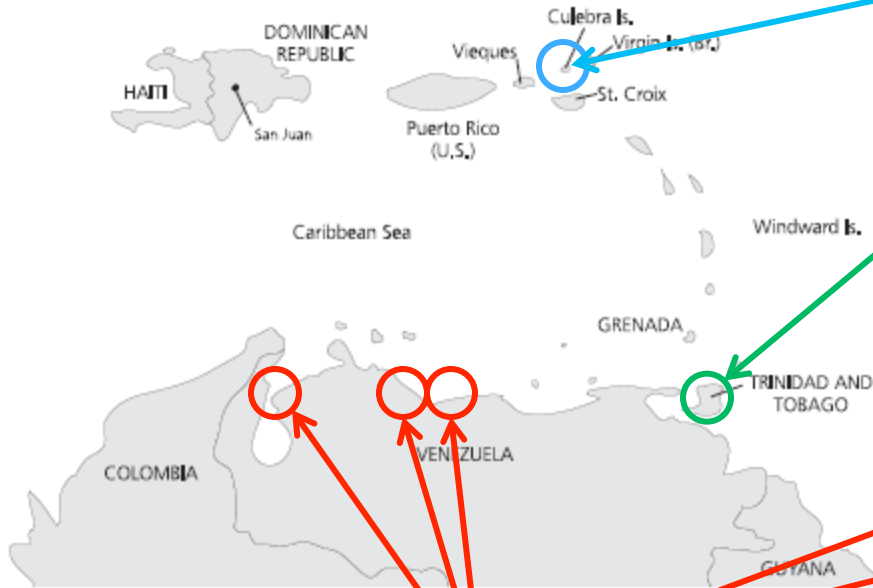 Culebra Is.
DOMINICAN
REPUBLIC
Vieques
Virgin Is. (Br.)
HAITI
St. Croix
San Juan
Puerto Rico
(U.S.)
Caribbean Sea
Windward Is.
GRENADA
TRINIDAD AND
TOBAGO
VENEZUELA
COLOMBIA
GUYANA